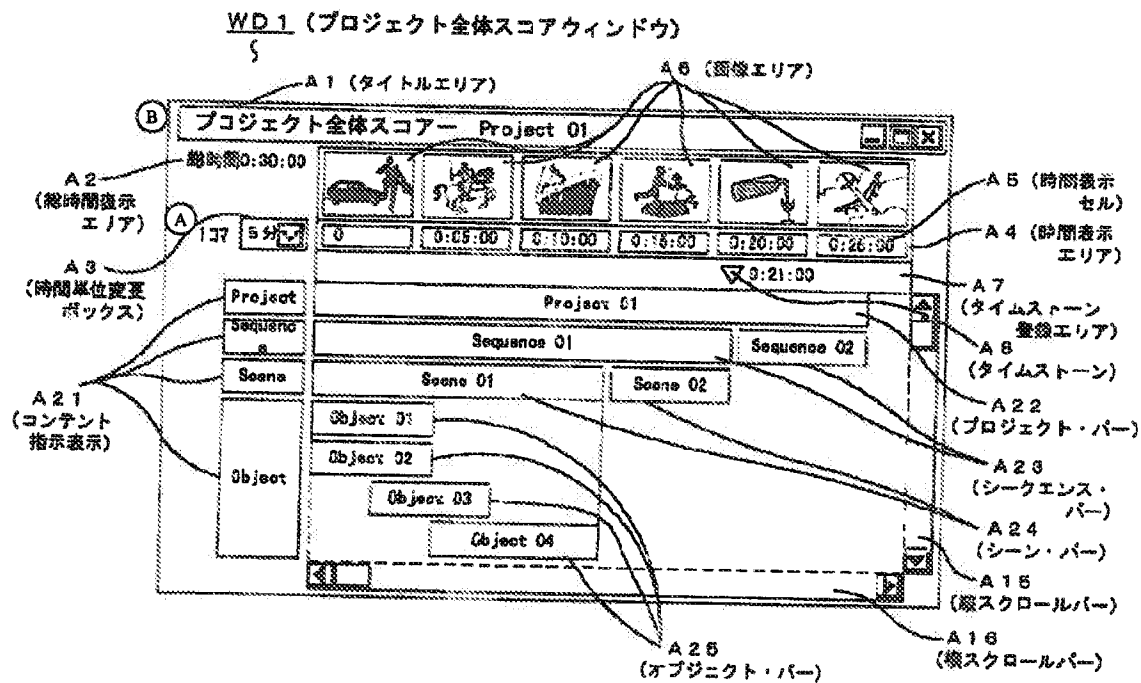 WD1 (プロジェクト全体スコアウィンドウ)
A6 (画像エリア)
A1 (タイトルエリア)
B
プロジェクト全体スコアー Project 01
総時間0:30:00
A2
(総時間表示
エリア)
A
1コマ 5分
A3
(時間単位変更
ボックス)
0 0:05:00 0:10:00 0:15:00 0:20:00 0:25:00
A5 (時間表示
セル)
A4 (時間表示
エリア)
0:21:00
A7
(タイムストーン
登録エリア)
A8
(タイムストーン)
Project
Project 01
Sequence
Sequence 01
Sequence 02
Scene
Scene 01
Scene 02
A21
(コンテント
指示表示)
Object
Object 01
Object 02
Object 03
Object 04
A22
(プロジェクト・バー)
A23
(シークエンス・
バー)
A24
(シーン・バー)
A15
(縦スクロールバー)
A16
(横スクロールバー)
A25
(オブジェクト・バー)